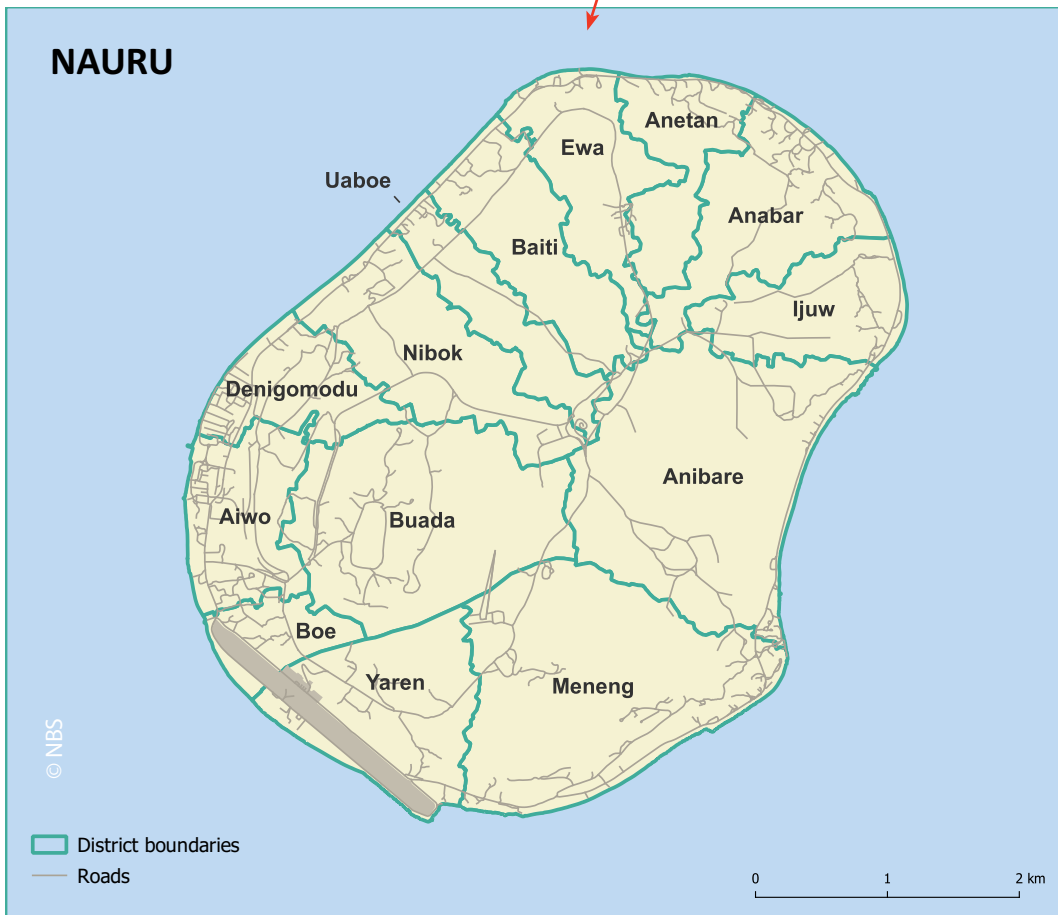 NAURU
Anetan
Ewa
Uaboe
Anabar
Baiti
Ijuw
Nibok
Denigomodu
Anibare
Aiwo
Buada
Boe
Yaren
Meneng
© NBS
District boundaries
Roads
0 1 2 km